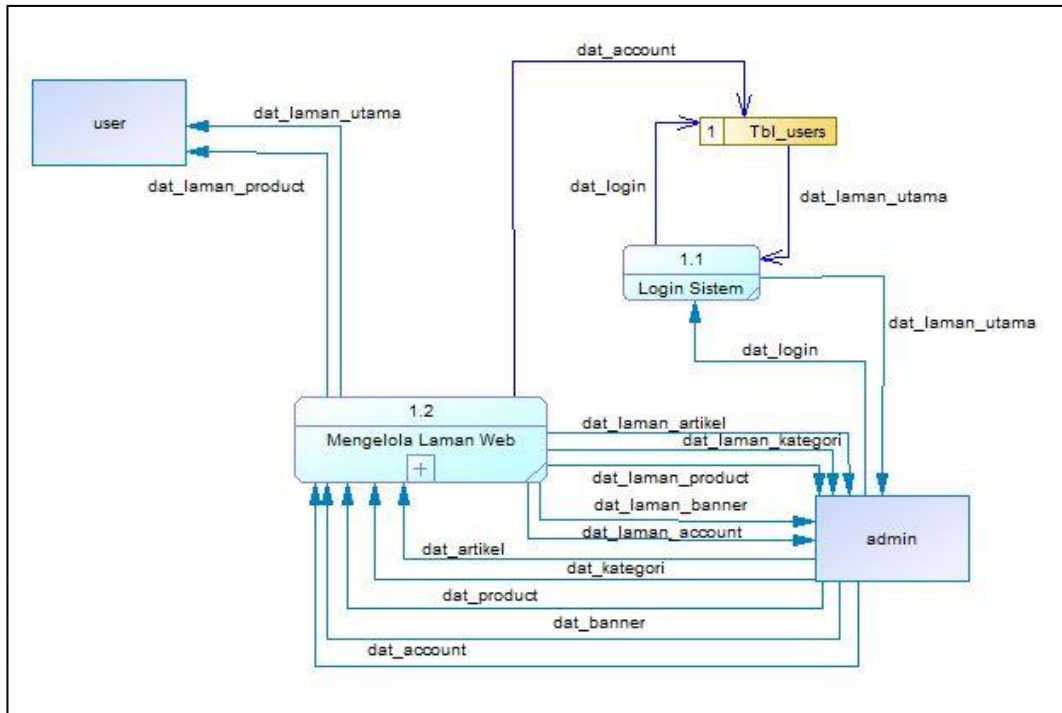 dat_account
user
dat_laman_utama
1 Tbl_users
dat_laman_product
dat_login
dat_laman_utama
1.1
Login Sistem
dat_laman_utama
dat_login
1.2
Mengelola Laman Web
dat_laman_artikel
dat_laman_kategori
dat_laman_product
dat_laman_banner
dat_laman_account
admin
dat_artikel
dat_kategori
dat_product
dat_banner
dat_account